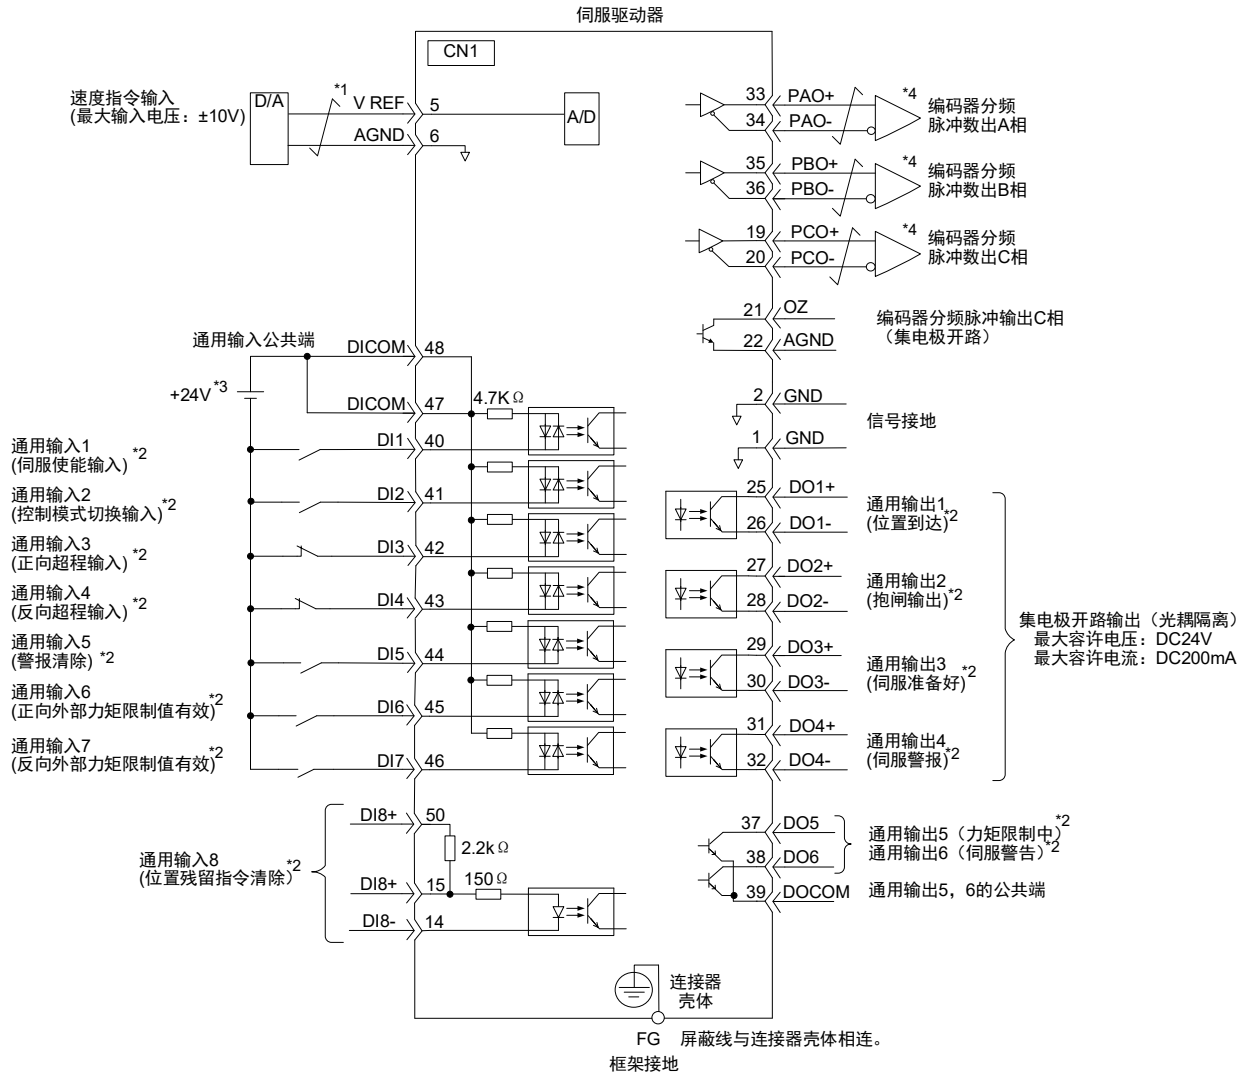 伺服驱动器
CN1
速度指令输入
(最大输入电压：±10V)
D/A
*1
V REF
5
AGND
6
A/D
33
PAO+
34
PAO-
*4
编码器分频
脉冲数出A相
35
PBO+
36
PBO-
*4
编码器分频
脉冲数出B相
19
PCO+
20
PCO-
*4
编码器分频
脉冲数出C相
21
OZ
22
AGND
编码器分频脉冲输出C相
（集电极开路）
通用输入公共端
DICOM
48
+24V*3
DICOM
47
4.7KΩ
2
GND
1
GND
信号接地
通用输入1
(伺服使能输入) *2
DI1
40
通用输入2
(控制模式切换输入)*2
DI2
41
通用输入3
(正向超程输入) *2
DI3
42
通用输入4
(反向超程输入) *2
DI4
43
通用输入5
(警报清除) *2
DI5
44
通用输入6
(正向外部力矩限制值有效)*2
DI6
45
通用输入7
(反向外部力矩限制值有效)*2
DI7
46
25
DO1+
26
DO1-
通用输出1
(位置到达)*2
27
DO2+
28
DO2-
通用输出2
(抱闸输出)*2
29
DO3+
30
DO3-
通用输出3
(伺服准备好)*2
31
DO4+
32
DO4-
通用输出4
(伺服警报)*2
集电极开路输出（光耦隔离）
最大容许电压：DC24V
最大容许电流：DC200mA
通用输入8
(位置残留指令清除)*2
DI8+
50
2.2kΩ
DI8+
15
150Ω
DI8-
14
37
DO5
38
DO6
39
DOCOM
通用输出5（力矩限制中）*2
通用输出6（伺服警告）*2
通用输出5，6的公共端
连接器
壳体
FG
屏蔽线与连接器壳体相连。
框架接地